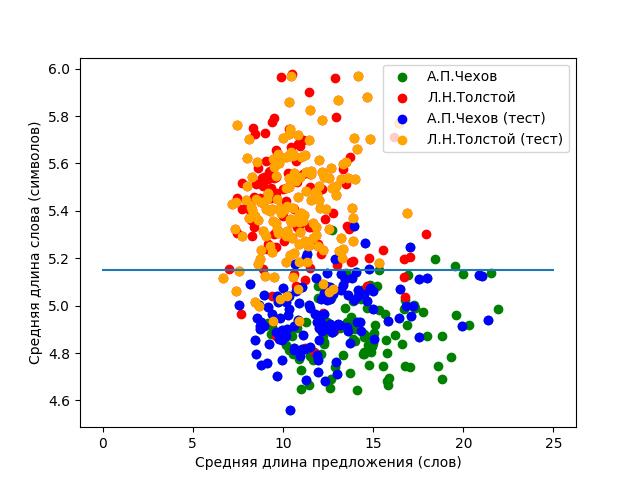 6.0
5.8
5.6
5.4
5.2
5.0
4.8
4.6
Средняя длина слова (символов)
А.П.Чехов
Л.Н.Толстой
А.П.Чехов (тест)
Л.Н.Толстой (тест)
0 5 10 15 20 25
Средняя длина предложения (слов)